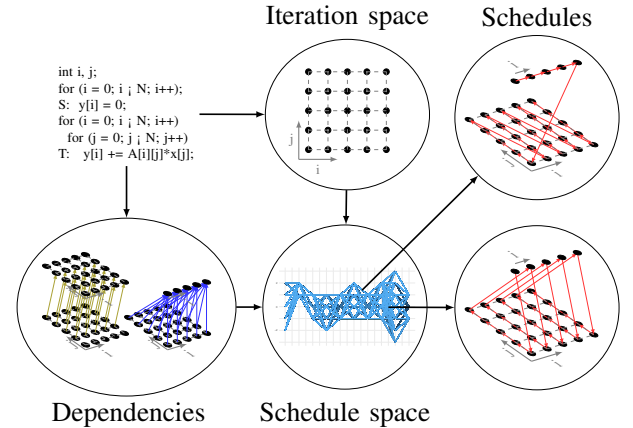 Iteration space
Schedules
int i, j;
for (i = 0; i ¡ N; i++);
S: y[i] = 0;
for (i = 0; i ¡ N; i++)
for (j = 0; j ¡ N; j++)
T: y[i] += A[i][j]*x[j];
j
i
Dependencies
Schedule space